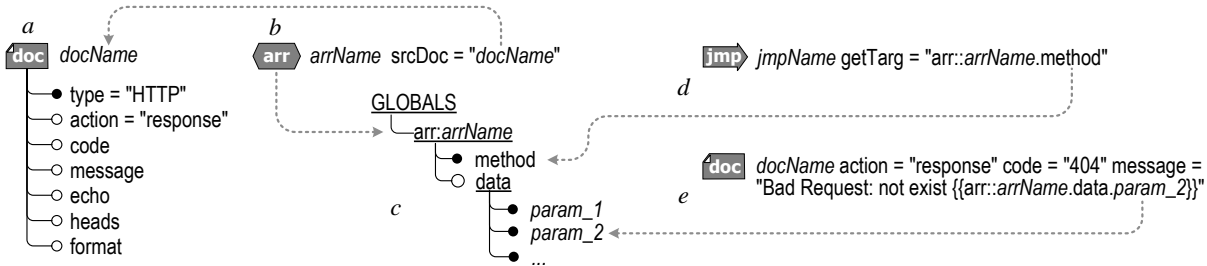 a
doc docName
type = "HTTP"
action = "response"
code
message
echo
heads
format
b
arr arrName srcDoc = "docName"
c
GLOBALS
arr:arrName
method
data
param_1
param_2
...
d
jmp jmpName getTarg = "arr::arrName.method"
e
doc docName action = "response" code = "404" message =
"Bad Request: not exist {{arr::arrName.data.param_2}}"